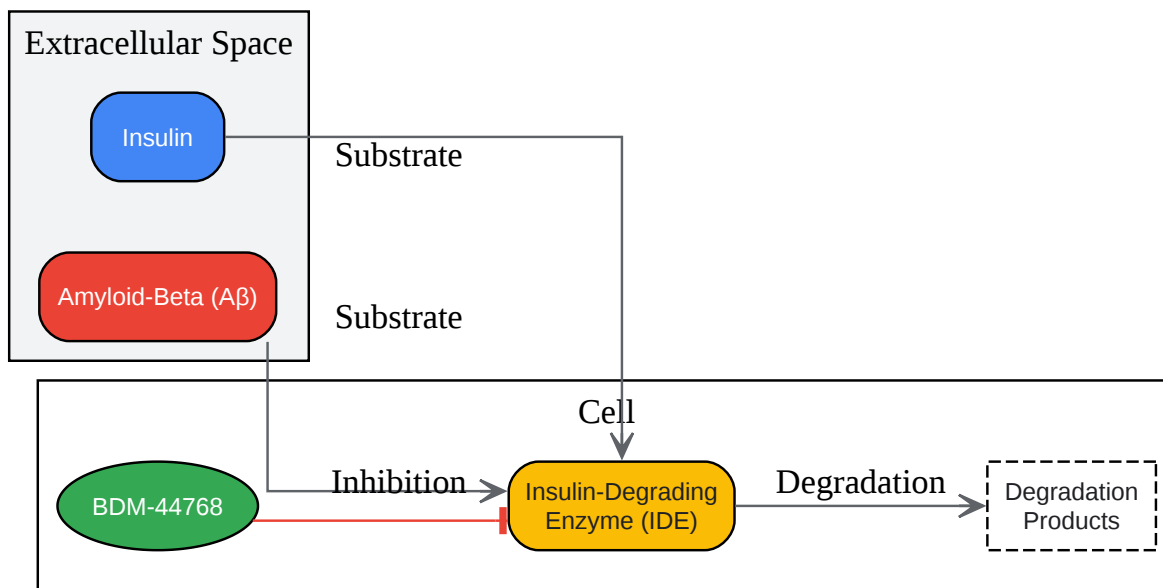 Extracellular Space
Insulin
Substrate
Amyloid-Beta (Aβ)
Substrate
Cell
BDM-44768
Inhibition
Insulin-Degrading
Enzyme (IDE)
Degradation
Degradation
Products